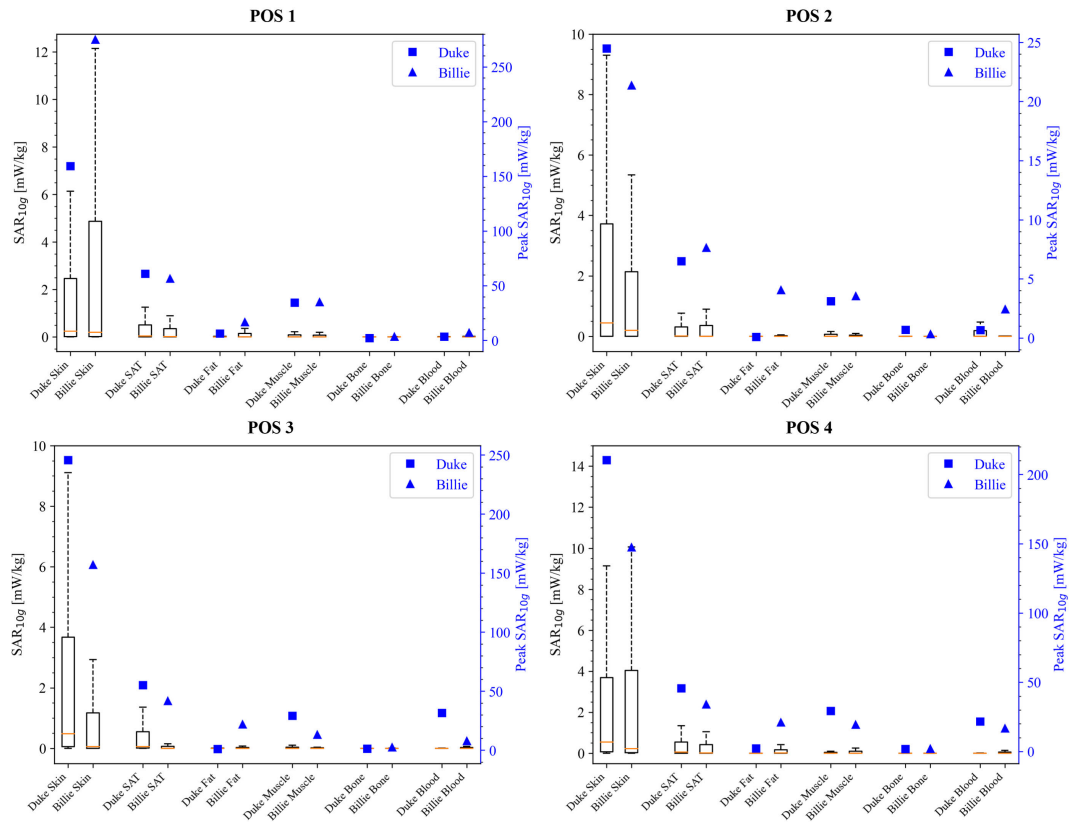 POS 1
12
10
8
6
4
2
0
SAR10g [mW/kg]
250
200
150
100
50
0
Peak SAR10g [mW/kg]
Duke
Billie
Duke Skin
Billie Skin
Duke SAT
Billie SAT
Duke Fat
Billie Fat
Duke Muscle
Billie Muscle
Duke Bone
Billie Bone
Duke Blood
Billie Blood
POS 2
10
8
6
4
2
0
SAR10g [mW/kg]
25
20
15
10
5
0
Peak SAR10g [mW/kg]
Duke
Billie
Duke Skin
Billie Skin
Duke SAT
Billie SAT
Duke Fat
Billie Fat
Duke Muscle
Billie Muscle
Duke Bone
Billie Bone
Duke Blood
Billie Blood
POS 3
10
8
6
4
2
0
SAR10g [mW/kg]
250
200
150
100
50
0
Peak SAR10g [mW/kg]
Duke
Billie
Duke Skin
Billie Skin
Duke SAT
Billie SAT
Duke Fat
Billie Fat
Duke Muscle
Billie Muscle
Duke Bone
Billie Bone
Duke Blood
Billie Blood
POS 4
14
12
10
8
6
4
2
0
SAR10g [mW/kg]
200
150
100
50
0
Peak SAR10g [mW/kg]
Duke
Billie
Duke Skin
Billie Skin
Duke SAT
Billie SAT
Duke Fat
Billie Fat
Duke Muscle
Billie Muscle
Duke Bone
Billie Bone
Duke Blood
Billie Blood